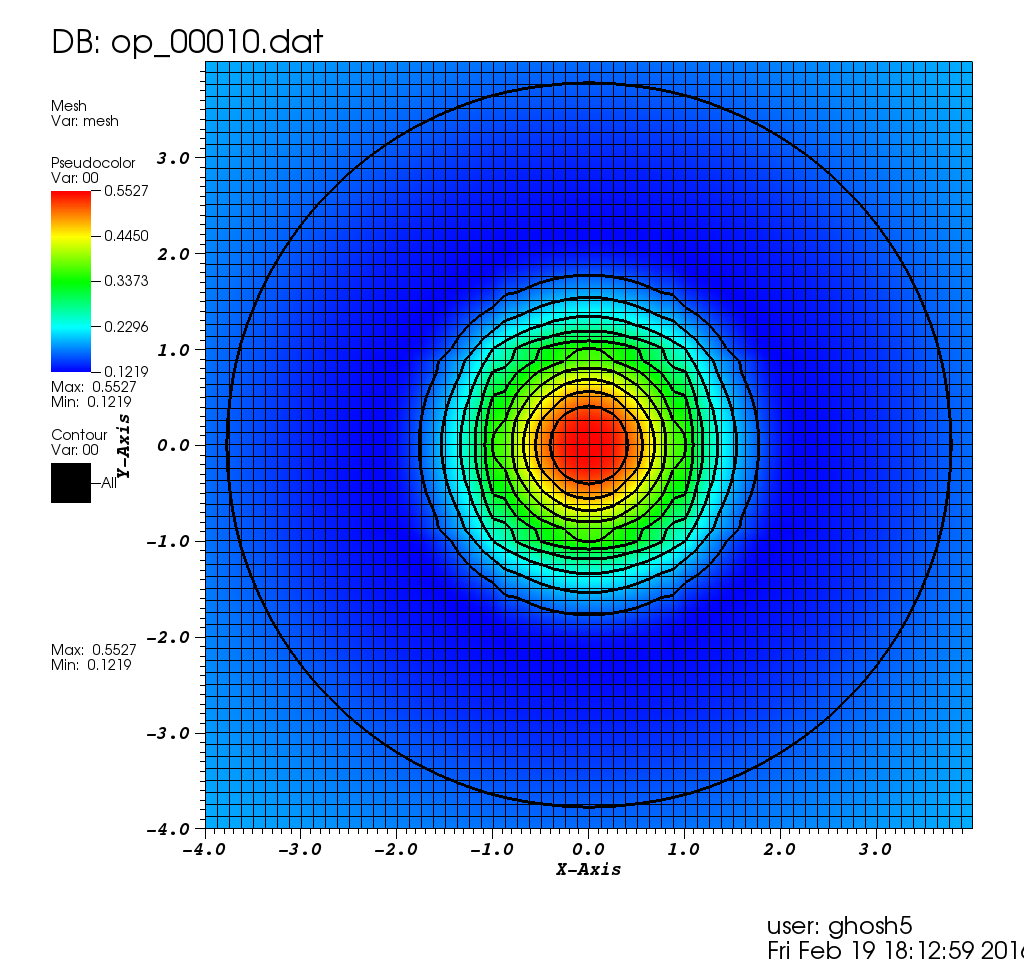 DB: op_00010.dat
Mesh
Var: mesh
Pseudocolor
Var: 00
0.5527
0.4450
0.3373
0.2296
0.1219
Max: 0.5527
Min: 0.1219
Contour
Var: 00
All
Max: 0.5527
Min: 0.1219
Y-Axis
3.0
2.0
1.0
0.0
-1.0
-2.0
-3.0
-4.0
-4.0 -3.0 -2.0 -1.0 0.0 1.0 2.0 3.0
X-Axis
user: ghosh5
Fri Feb 19 18:12:59 2016